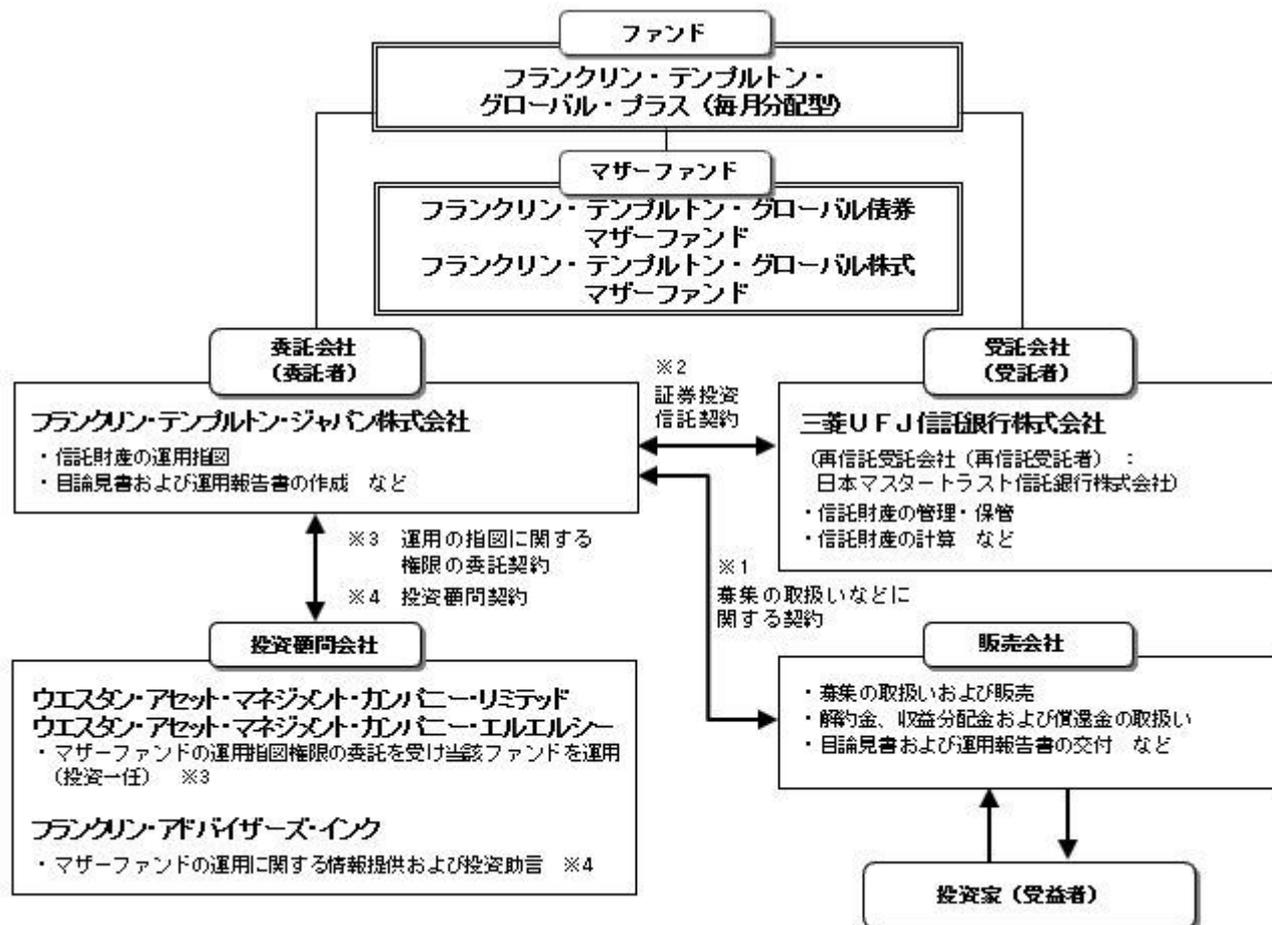 ファンド
フランクリン・テンプルトン・
グローバル・プラス（毎月分配型）
マザーファンド
フランクリン・テンプルトン・グローバル債券
マザーファンド
フランクリン・テンプルトン・グローバル株式
マザーファンド
委託会社
（委託者）
フランクリン・テンプルトン・ジャパン株式会社
・信託財産の運用指図
・目論見書および運用報告書の作成　など
※2
証券投資
信託契約
受託会社
（受託者）
三菱ＵＦＪ信託銀行株式会社
（再信託受託会社（再信託受託者）　：
日本マスタートラスト信託銀行株式会社）
・信託財産の管理・保管
・信託財産の計算　など
※3　運用の指図に関する
権限の委託契約
※4　投資顧問契約
※1
募集の取扱いなどに
関する契約
投資顧問会社
ウエスタン・アセット・マネジメント・カンパニー・リミテッド
ウエスタン・アセット・マネジメント・カンパニー・エルエルシー
・マザーファンドの運用指図権限の委託を受け当該ファンドを運用
（投資一任）　※3
フランクリン・アドバイザーズ・インク
・マザーファンドの運用に関する情報提供および投資助言　※4
販売会社
・募集の取扱いおよび販売
・解約金、収益分配金および償還金の取扱い
・目論見書および運用報告書の交付　など
投資家（受益者）